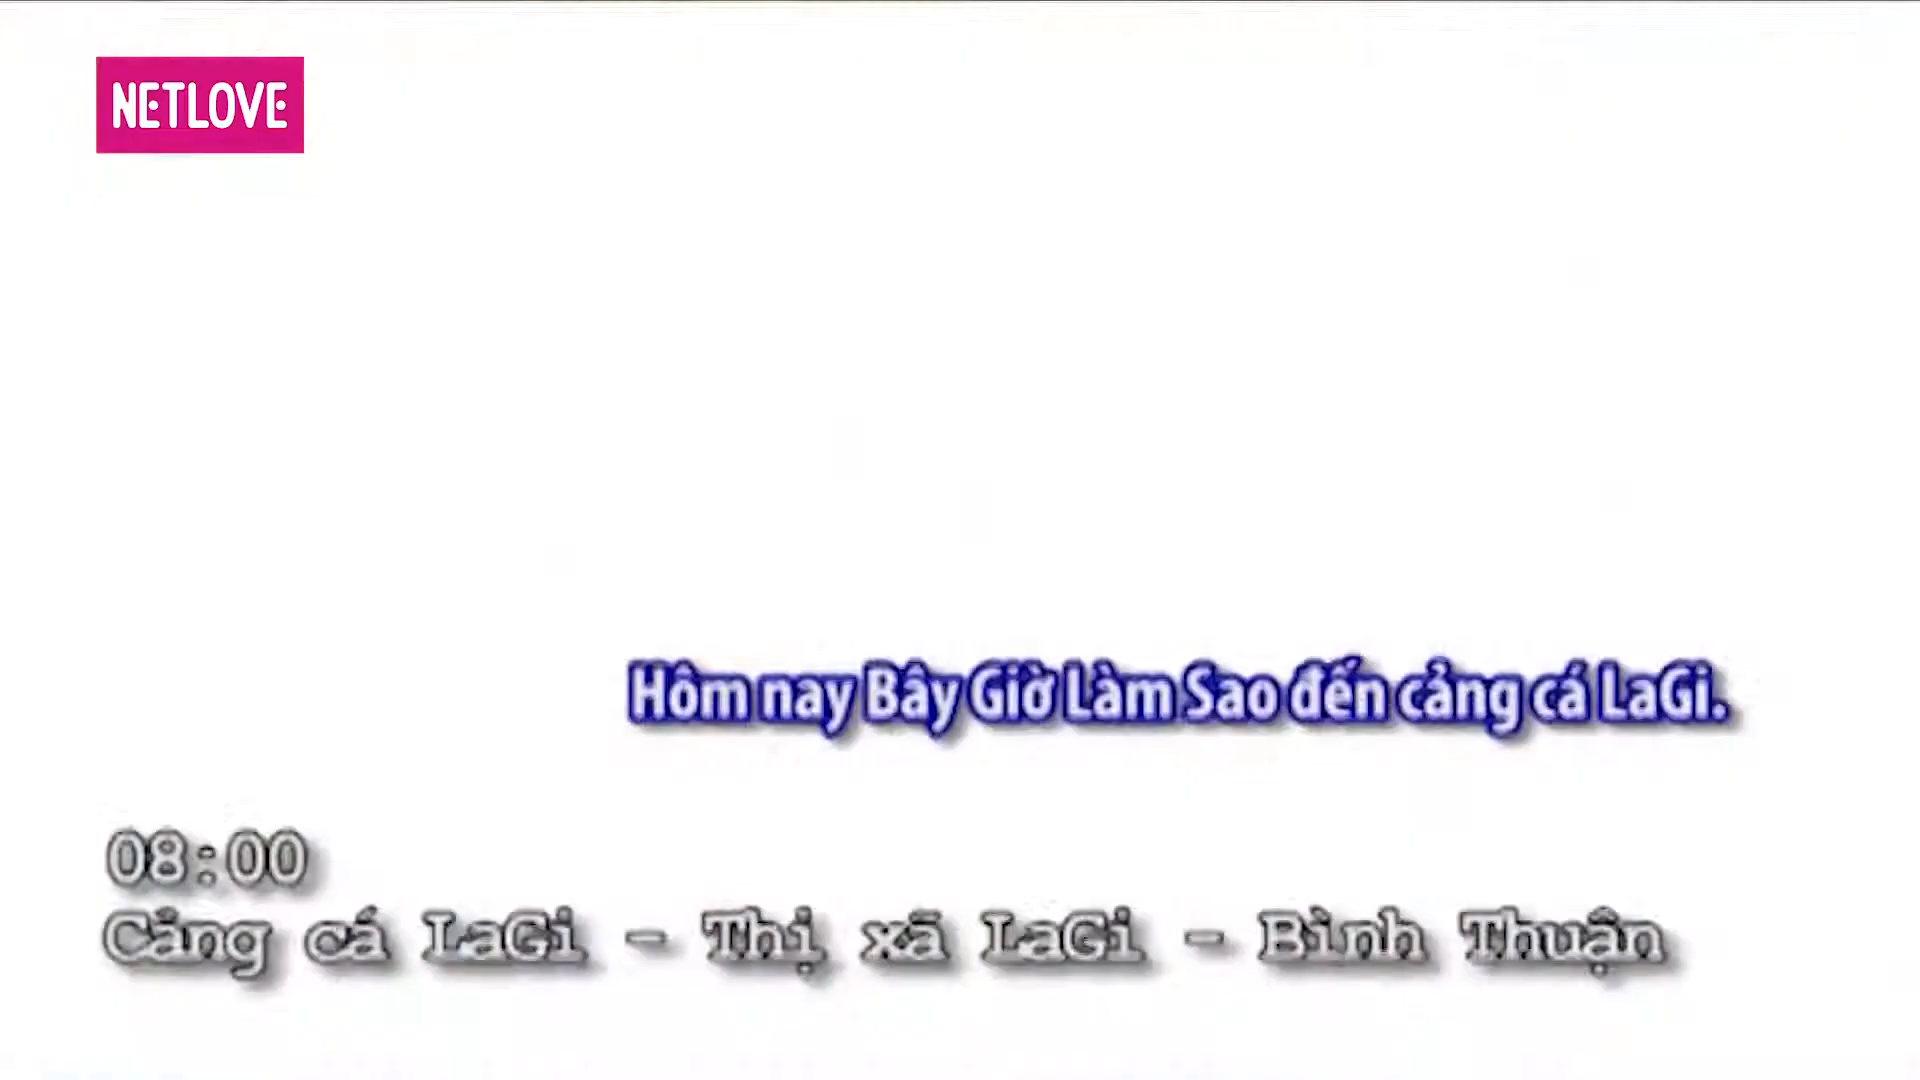 NETLOVE
Hôm nay Bây Giờ Làm Sao đến cảng cá LaGi.
08:00
Cảng cá LaGi - Thị xã LaGi - Bình Thuận